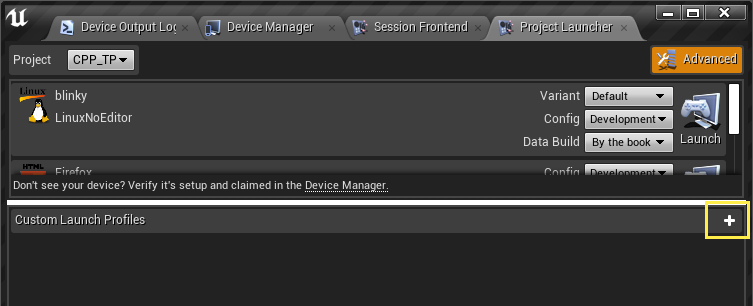 Device Output Log
Device Manager
Session Frontend
Project Launcher
Project
CPP_TP
Advanced
Linux
blinky
LinuxNoEditor
Variant
Default
Config
Development
Data Build
By the book
Launch
HTML
Firefox
Config
Development
Don't see your device? Verify it's setup and claimed in the Device Manager.
Custom Launch Profiles